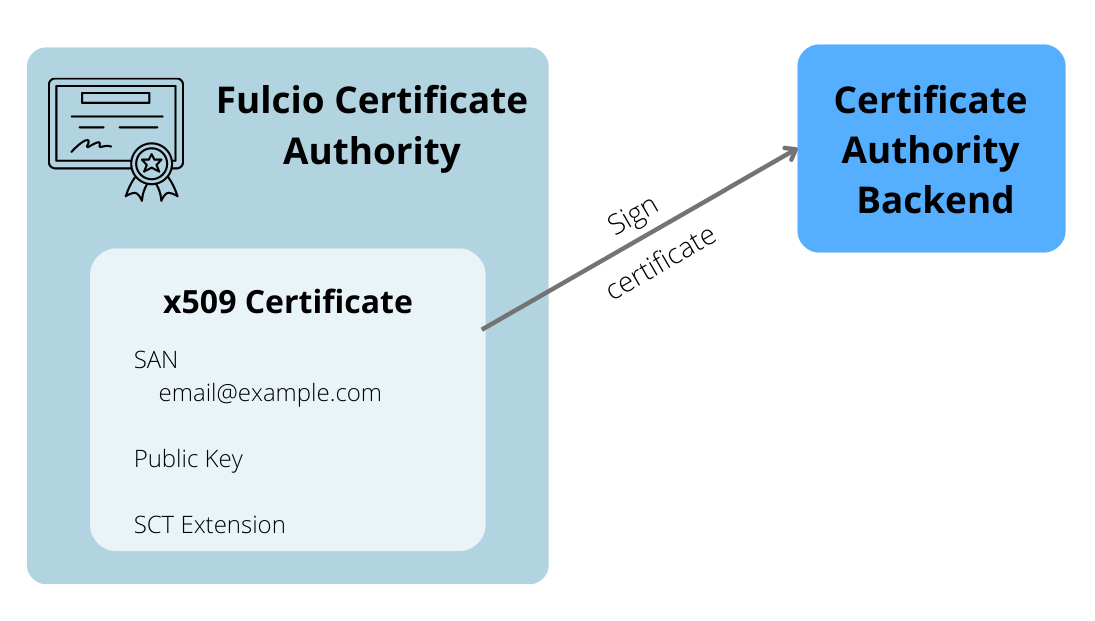 Fulcio Certificate
Authority
x509 Certificate
SAN
email@example.com
Public Key
SCT Extension
Sign
certificate
Certificate
Authority
Backend